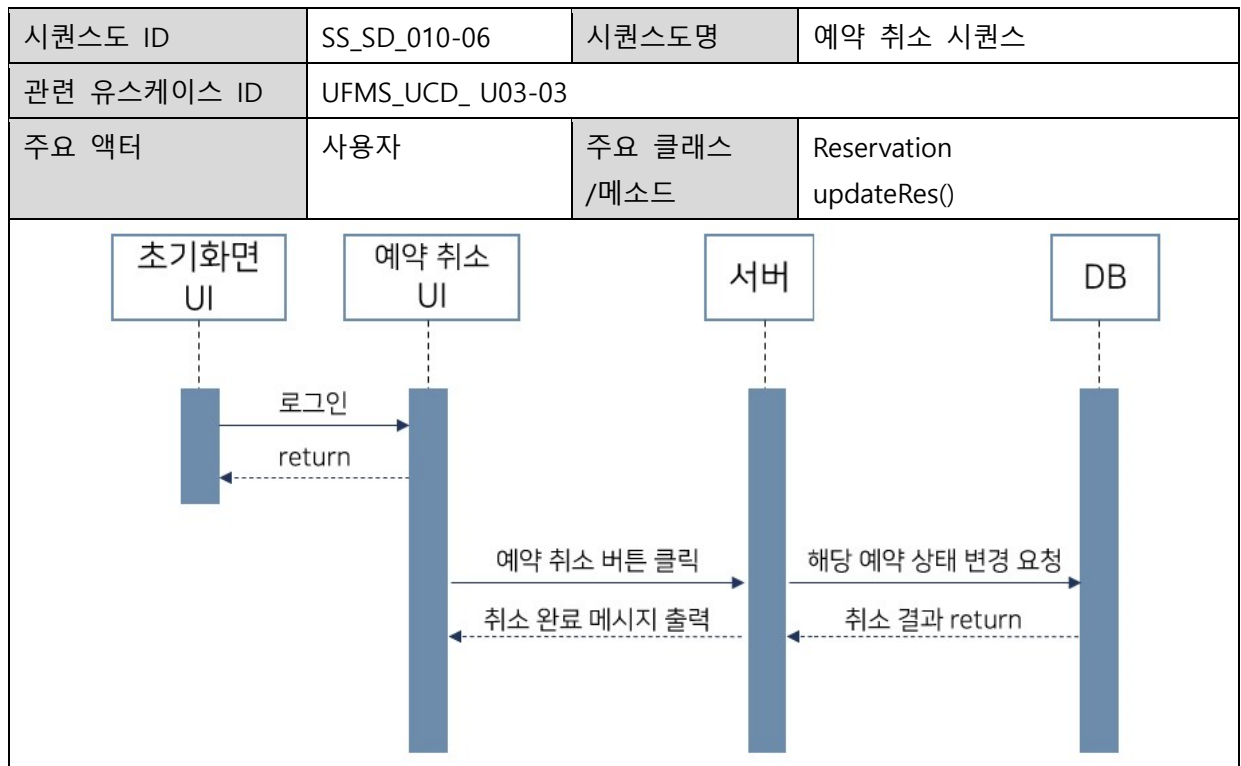 시퀀스도 ID SS_SD_010-06 시퀀스도명 예약 취소 시퀀스
관련 유스케이스 ID UFMS_UCD_ U03-03
주요 액터 사용자 주요 클래스 Reservation
/메소드 updateRes()
초기화면 예약 취소 서버 DB
UI UI
로그인
return
예약 취소 버튼 클릭 해당 예약 상태 변경 요청
취소 완료 메시지 출력 취소 결과 return